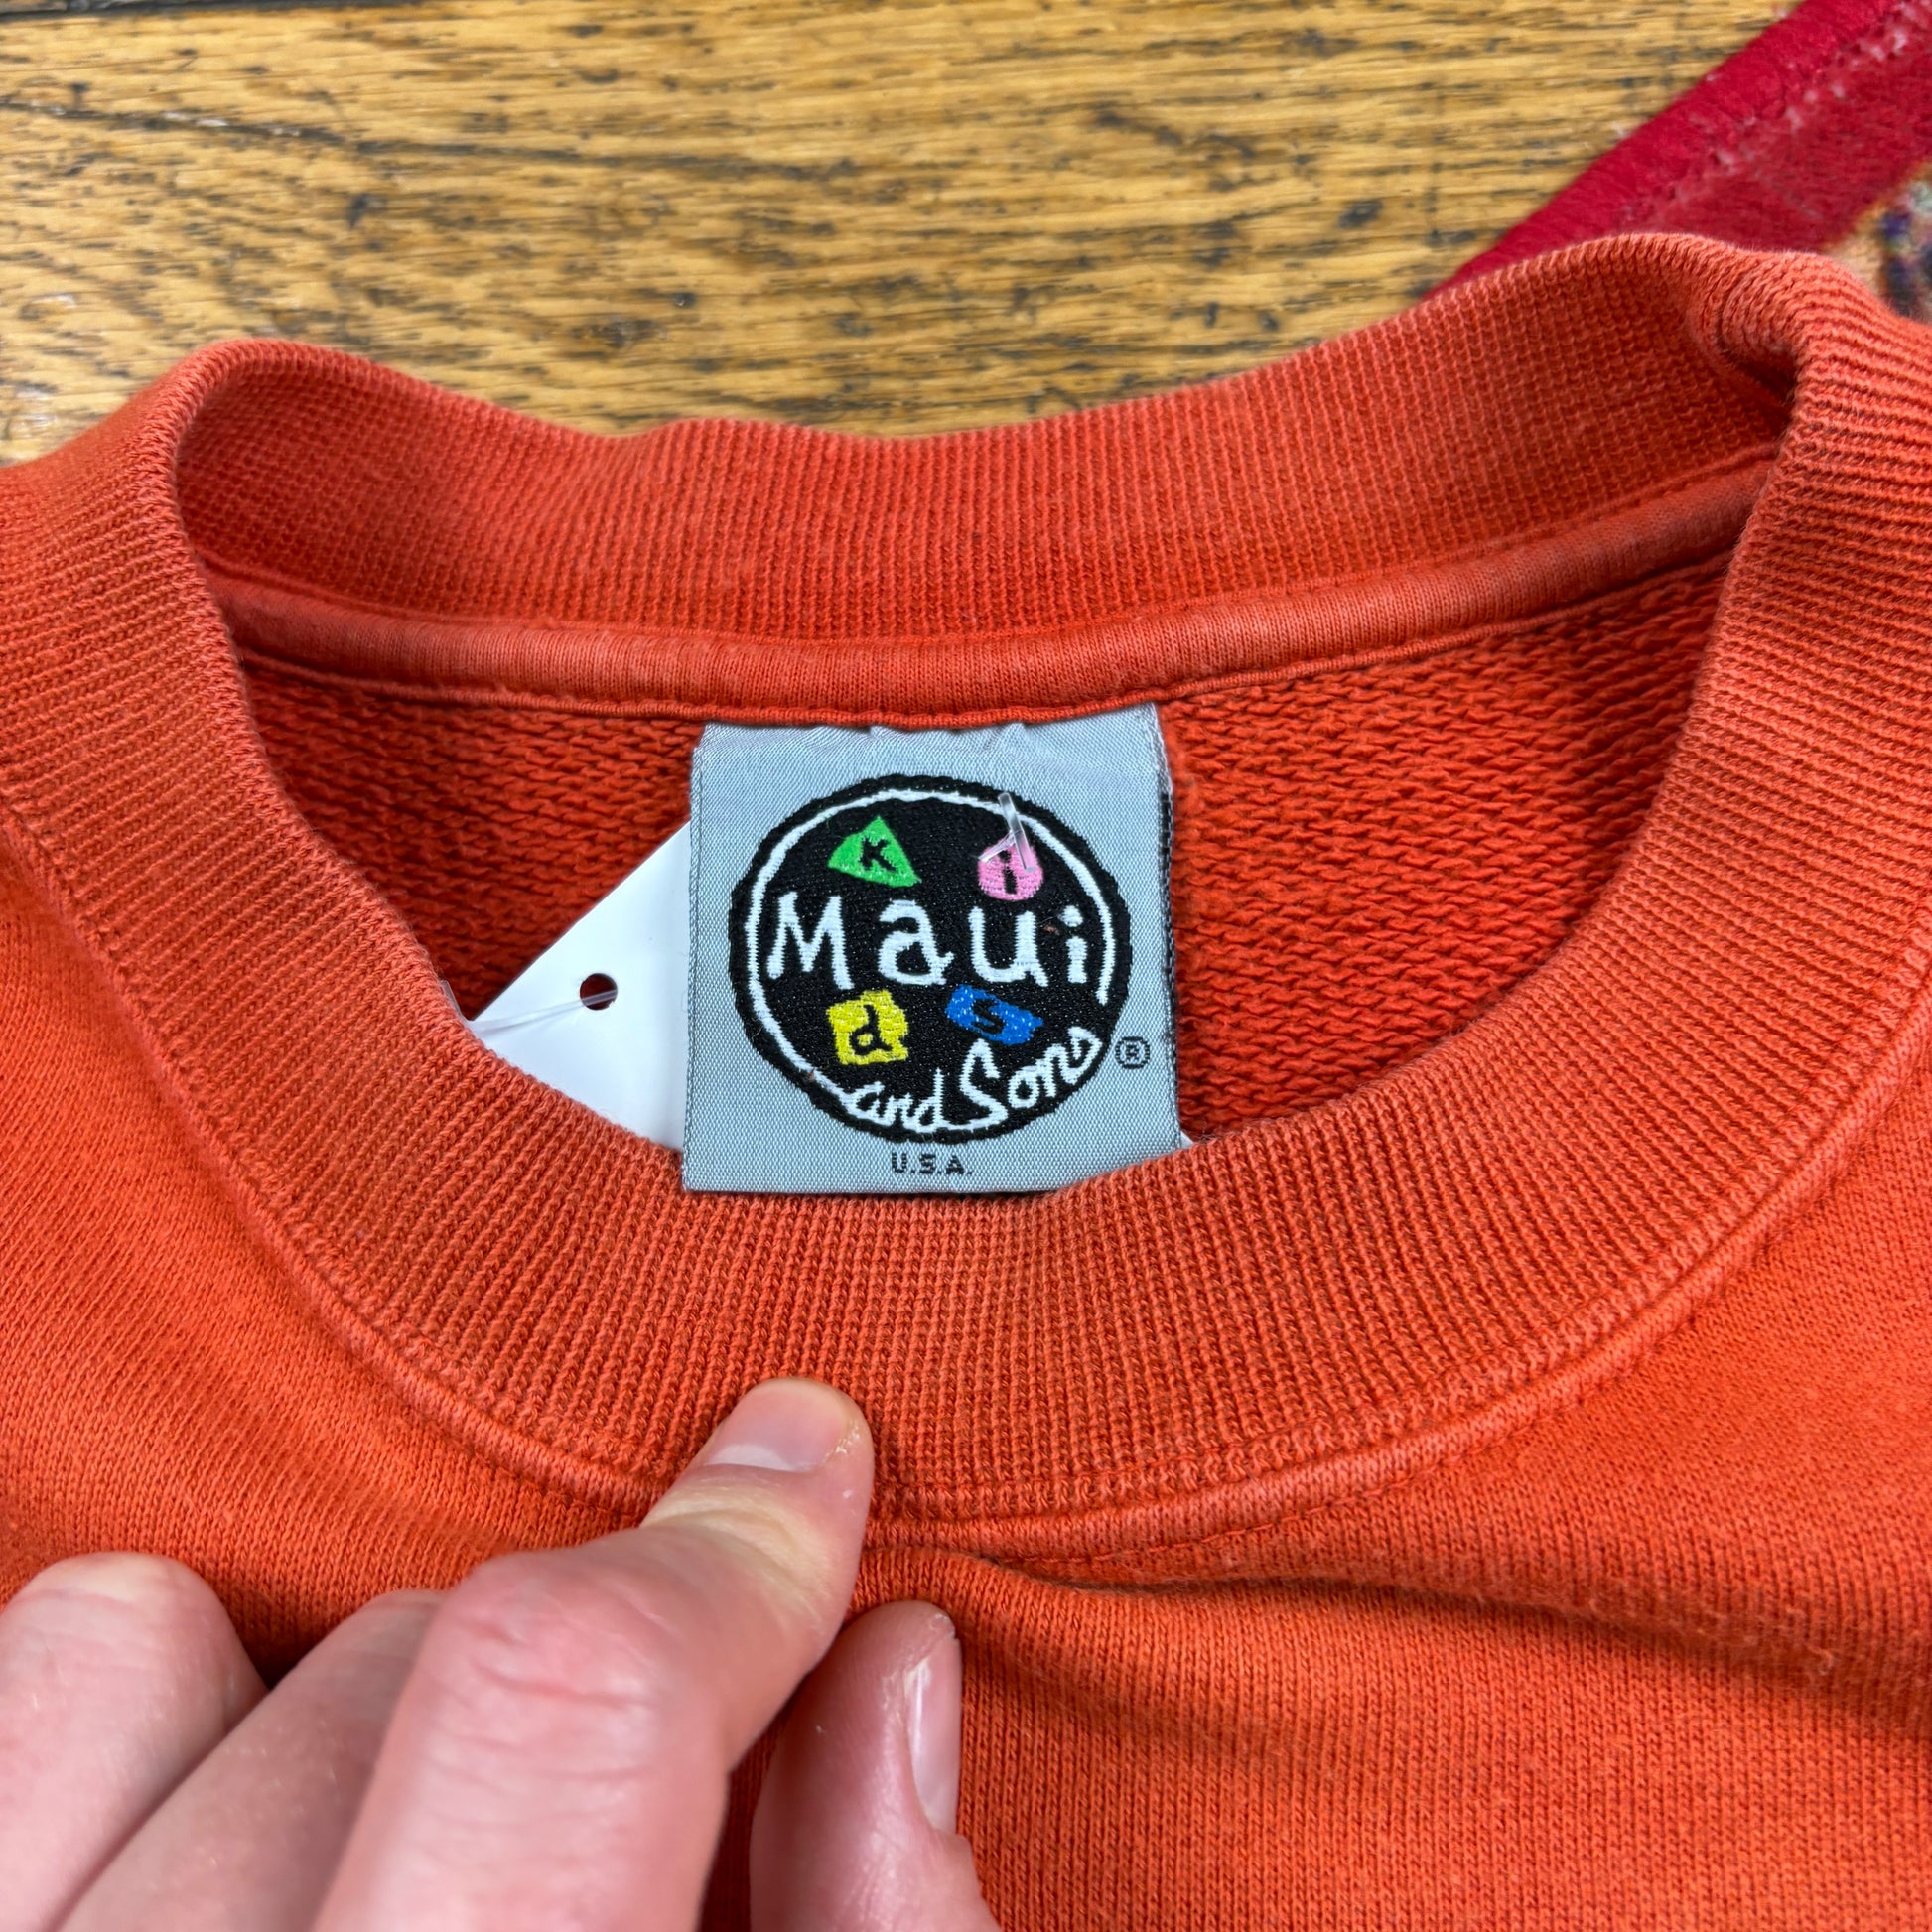 K i
Maui
d S
and Sons ®
U.S.A.